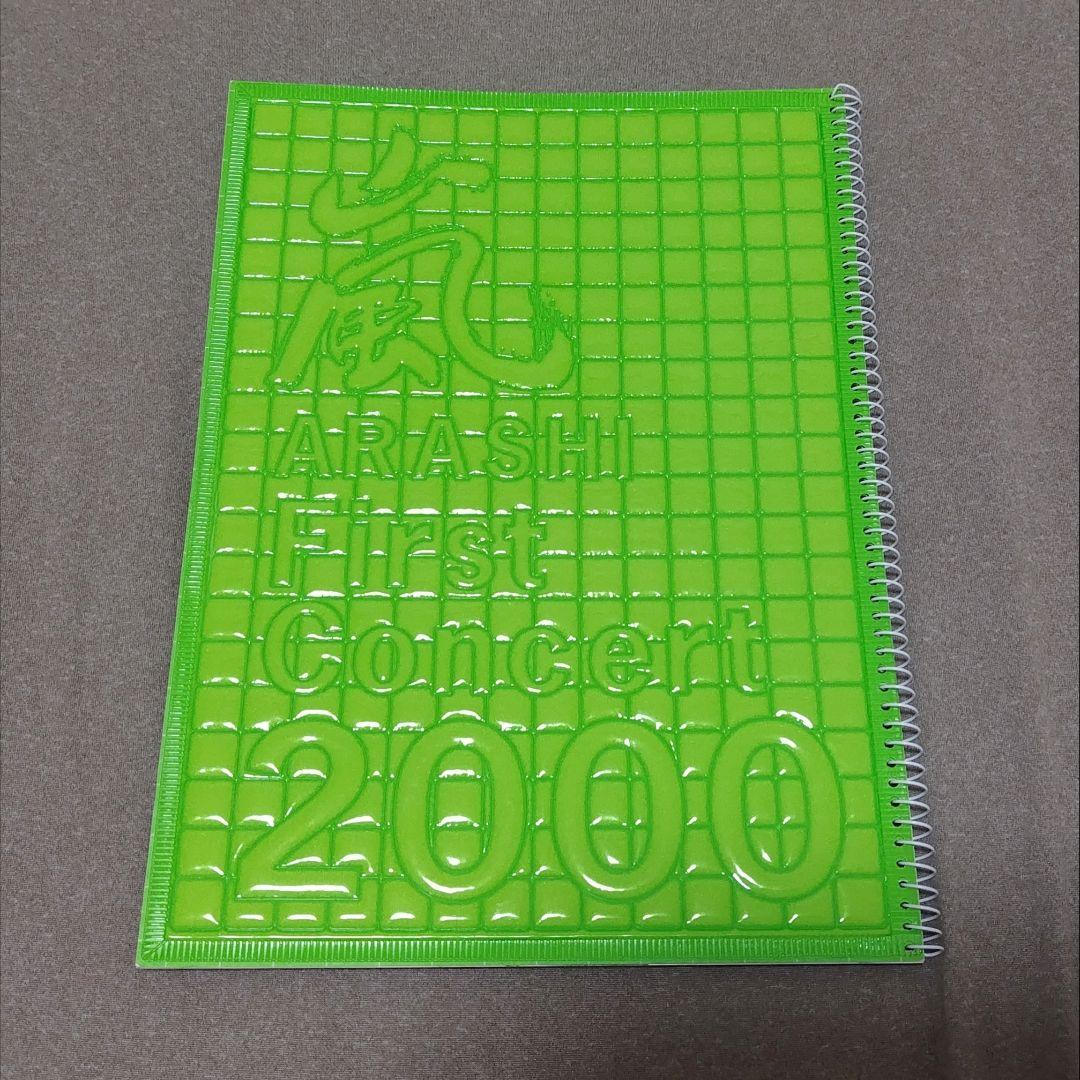 嵐
ARASHI
First
Concert
2000